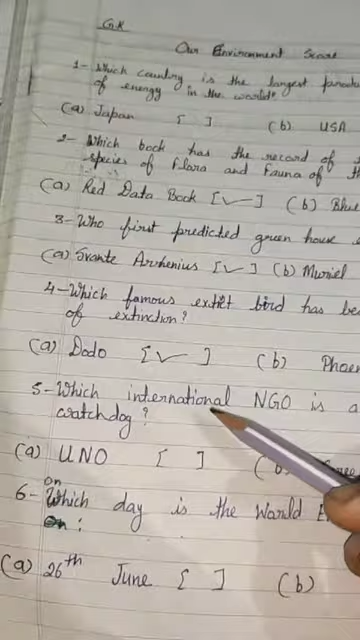 GK
Our Environment
1- Which country is the largest
of energy in the world?
(a) Japan [ ] (b) USA
2- Which book has the record of
species of Flora and Fauna of
(a) Red Data Book [✓] (b) Blue
3- Who first predicted green house
(a) Svante Arrhenius [✓] (b) Muriel
4- Which famous extict bird has
of extinction?
(a) Dodo [✓] (b)
5- Which international NGO is a
watchdog?
(a) UNO [ ]
on
6- Which day is the World
on:
(a) 26th June [ ] (b)